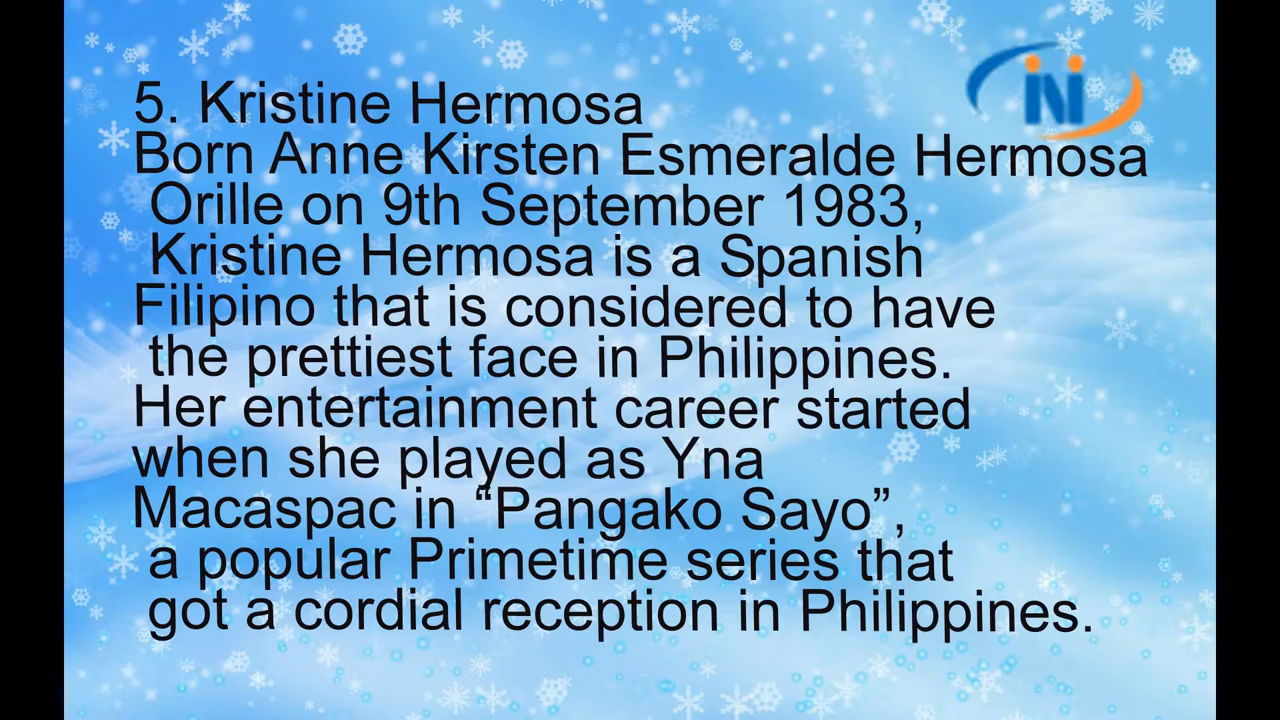 5. Kristine Hermosa
Born Anne Kirsten Esmeralde Hermosa
Orille on 9th September 1983,
Kristine Hermosa is a Spanish
Filipino that is considered to have
the prettiest face in Philippines.
Her entertainment career started
when she played as Yna
Macaspac in “Pangako Sayo”,
a popular Primetime series that
got a cordial reception in Philippines.
iNi